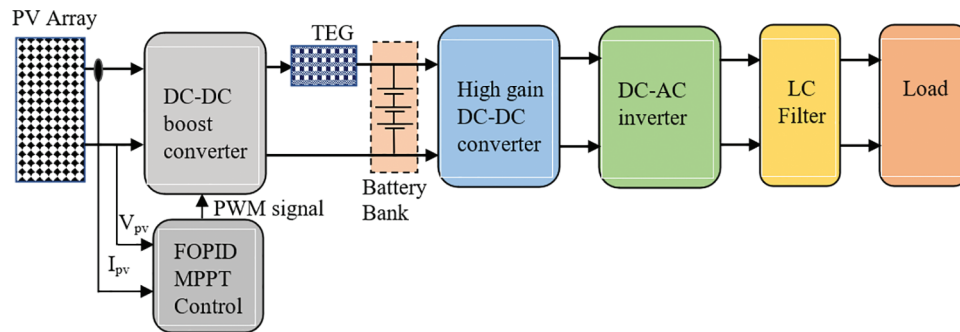 PV Array
TEG
DC-DC
boost
converter
High gain
DC-DC
converter
DC-AC
inverter
LC
Filter
Load
Battery
Bank
PWM signal
Vpv
Ipv
FOPID
MPPT
Control